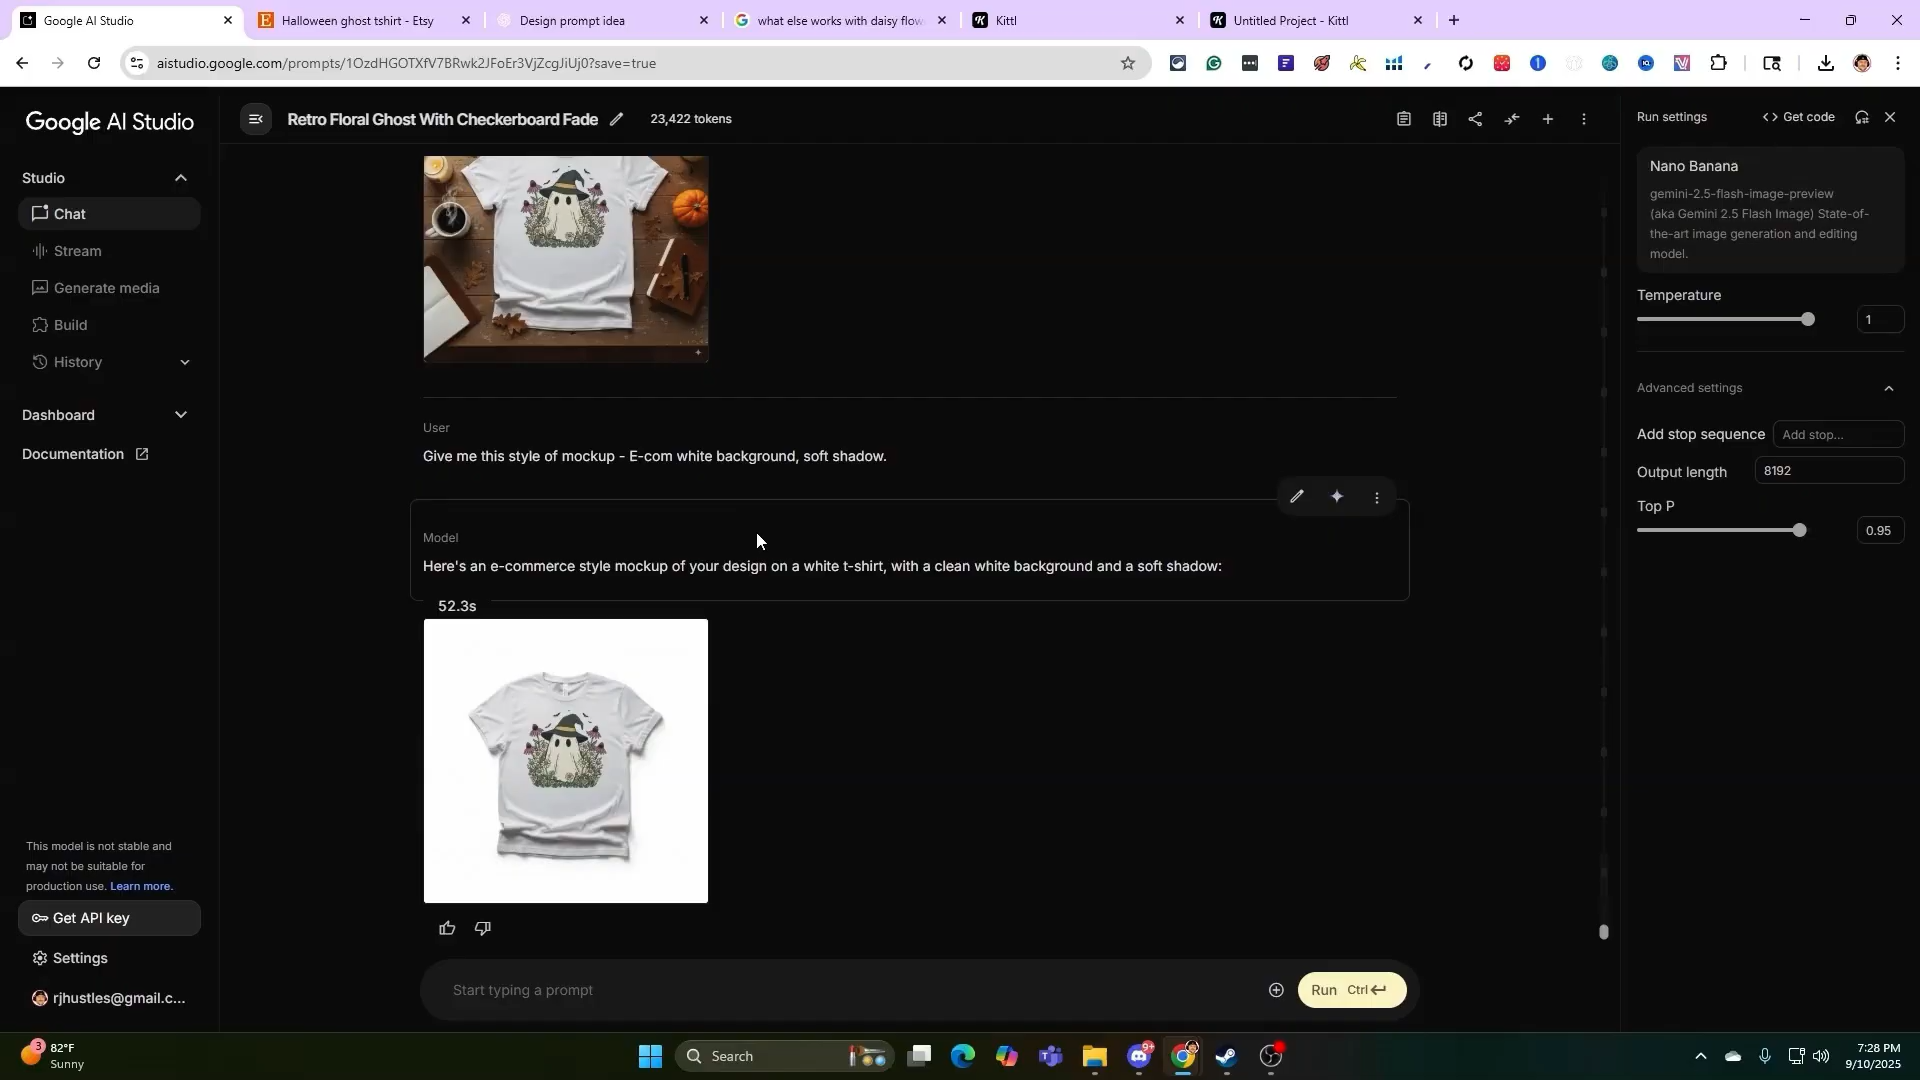 Google AI Studio
Halloween ghost tshirt - Etsy
Design prompt idea
what else works with daisy flow
Kittl
Untitled Project - Kittl
aistudio.google.com/prompts/1OzdHGOTXfV7BRwk2JFoEr3VjZcgJiUj0?save=true
Google AI Studio
Retro Floral Ghost With Checkerboard Fade
23,422 tokens
Run settings
Get code
Studio
Chat
Stream
Generate media
Build
History
Dashboard
Documentation
Nano Banana
gemini-2.5-flash-image-preview
(aka Gemini 2.5 Flash Image) State-of-
the-art image generation and editing
model.
Temperature
1
Advanced settings
Add stop sequence
Add stop...
Output length
8192
Top P
0.95
User
Give me this style of mockup - E-com white background, soft shadow.
Model
Here's an e-commerce style mockup of your design on a white t-shirt, with a clean white background and a soft shadow:
52.3s
This model is not stable and
may not be suitable for
production use. Learn more.
Get API key
Settings
rjhustles@gmail.c...
Start typing a prompt
Run Ctrl
3
82°F
Sunny
Search
9+
7:28 PM
9/10/2025